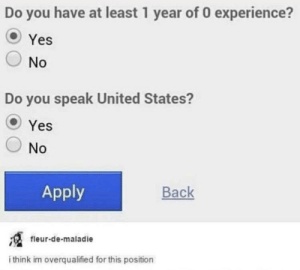 Do you have at least 1 year of 0 experience?
Yes
No
Do you speak United States?
Yes
No
Apply Back
fleur-de-maladie
i think im overqualified for this position